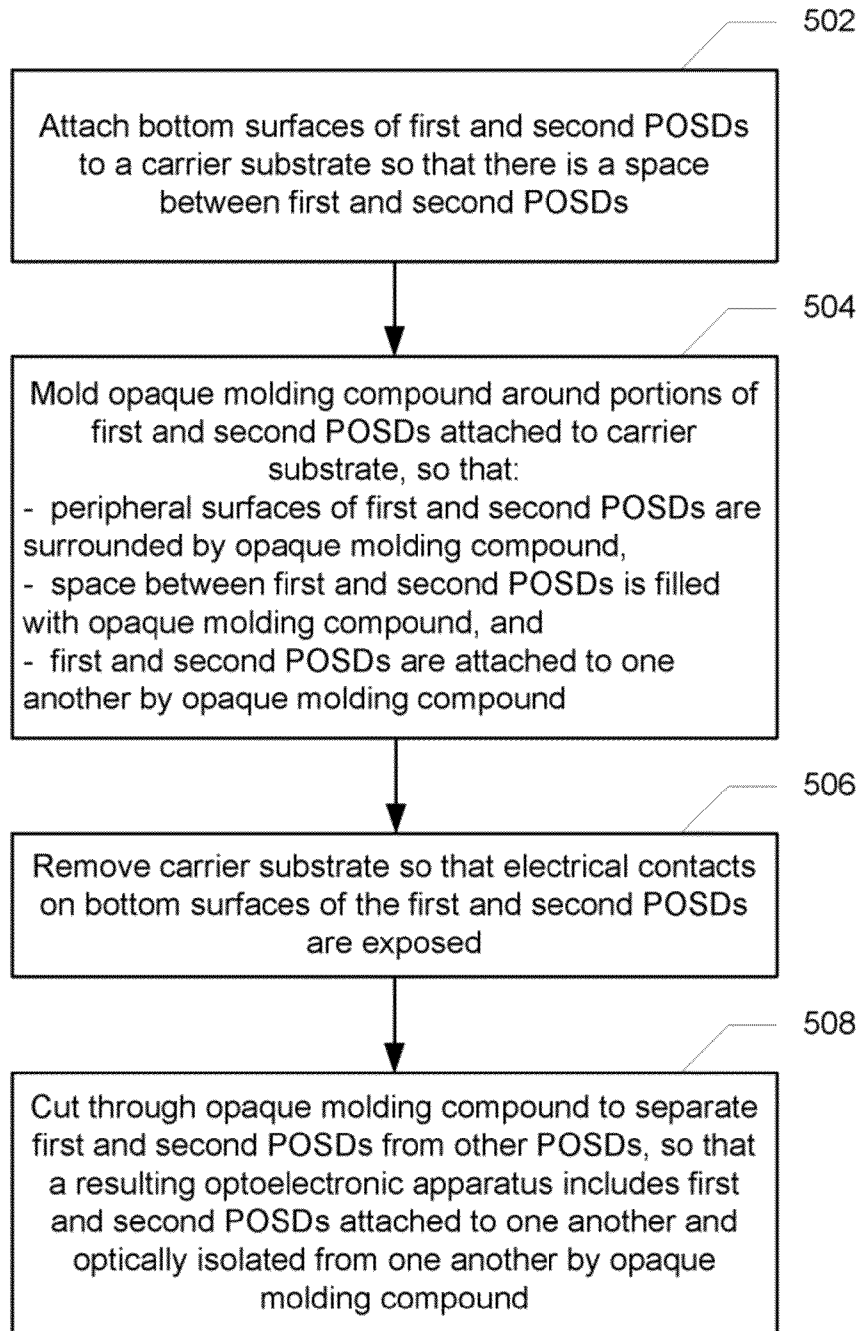 502
Attach bottom surfaces of first and second POSDs
to a carrier substrate so that there is a space
between first and second POSDs
504
Mold opaque molding compound around portions of
first and second POSDs attached to carrier
substrate, so that:
- peripheral surfaces of first and second POSDs are
surrounded by opaque molding compound,
- space between first and second POSDs is filled
with opaque molding compound, and
- first and second POSDs are attached to one
another by opaque molding compound
506
Remove carrier substrate so that electrical contacts
on bottom surfaces of the first and second POSDs
are exposed
508
Cut through opaque molding compound to separate
first and second POSDs from other POSDs, so that
a resulting optoelectronic apparatus includes first
and second POSDs attached to one another and
optically isolated from one another by opaque
molding compound